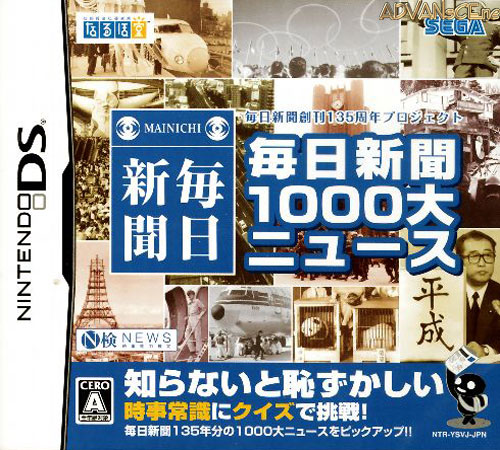 なるほ堂
ADVANsCEne
SEGA
毎日新聞創刊135周年プロジェクト
MAINICHI
毎日
新聞
毎日新聞
1000大
ニュース
NINTENDO DS
平成
N検 NEWS
CERO
A
知らないと恥ずかしい
時事常識にクイズで挑戦!
毎日新聞135年分の1000大ニュースをピックアップ!!
NTR-YSVJ-JPN